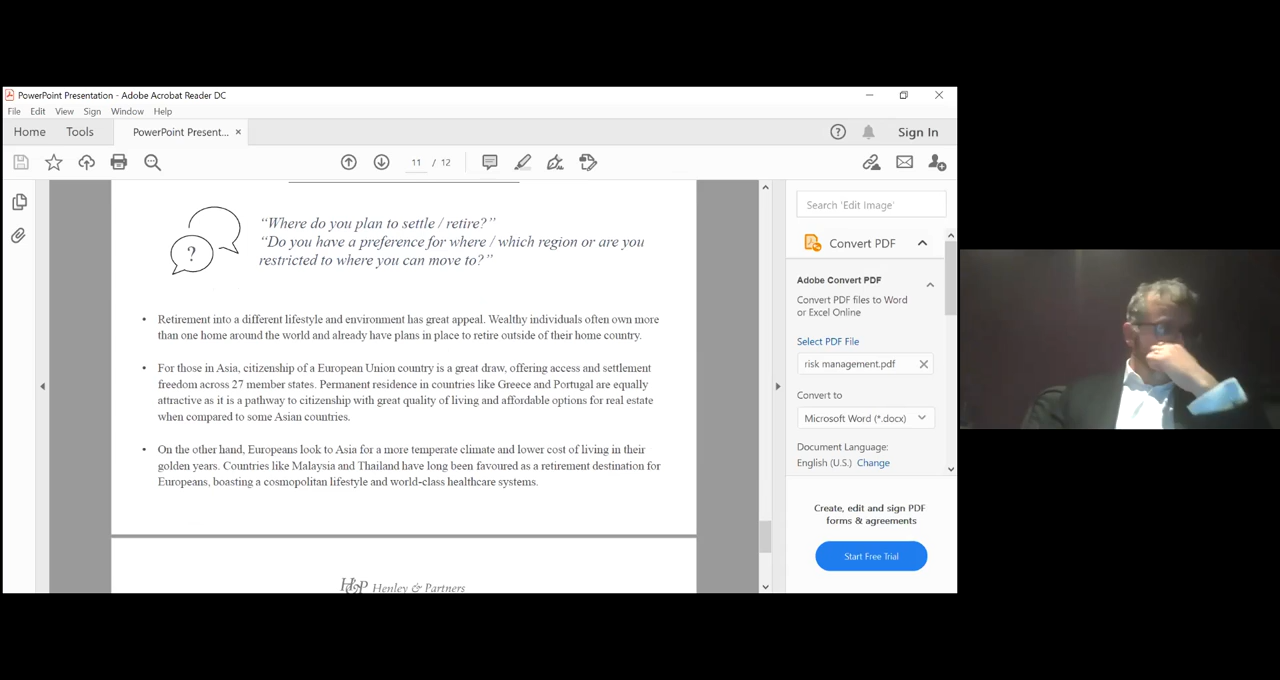 PowerPoint Presentation - Adobe Acrobat Reader DC
File Edit View Sign Window Help
Home Tools PowerPoint Present... ×
Sign In
11 / 12
Search 'Edit Image'
“Where do you plan to settle / retire?”
“Do you have a preference for where / which region or are you
restricted to where you can move to?”
?
• Retirement into a different lifestyle and environment has great appeal. Wealthy individuals often own more
than one home around the world and already have plans in place to retire outside of their home country.
• For those in Asia, citizenship of a European Union country is a great draw, offering access and settlement
freedom across 27 member states. Permanent residence in countries like Greece and Portugal are equally
attractive as it is a pathway to citizenship with great quality of living and affordable options for real estate
when compared to some Asian countries.
• On the other hand, Europeans look to Asia for a more temperate climate and lower cost of living in their
golden years. Countries like Malaysia and Thailand have long been favoured as a retirement destination for
Europeans, boasting a cosmopolitan lifestyle and world-class healthcare systems.
H&P Henley & Partners
Convert PDF
Adobe Convert PDF
Convert PDF files to Word
or Excel Online
Select PDF File
risk management.pdf
Convert to
Microsoft Word (*.docx)
Document Language:
English (U.S.) Change
Create, edit and sign PDF
forms & agreements
Start Free Trial